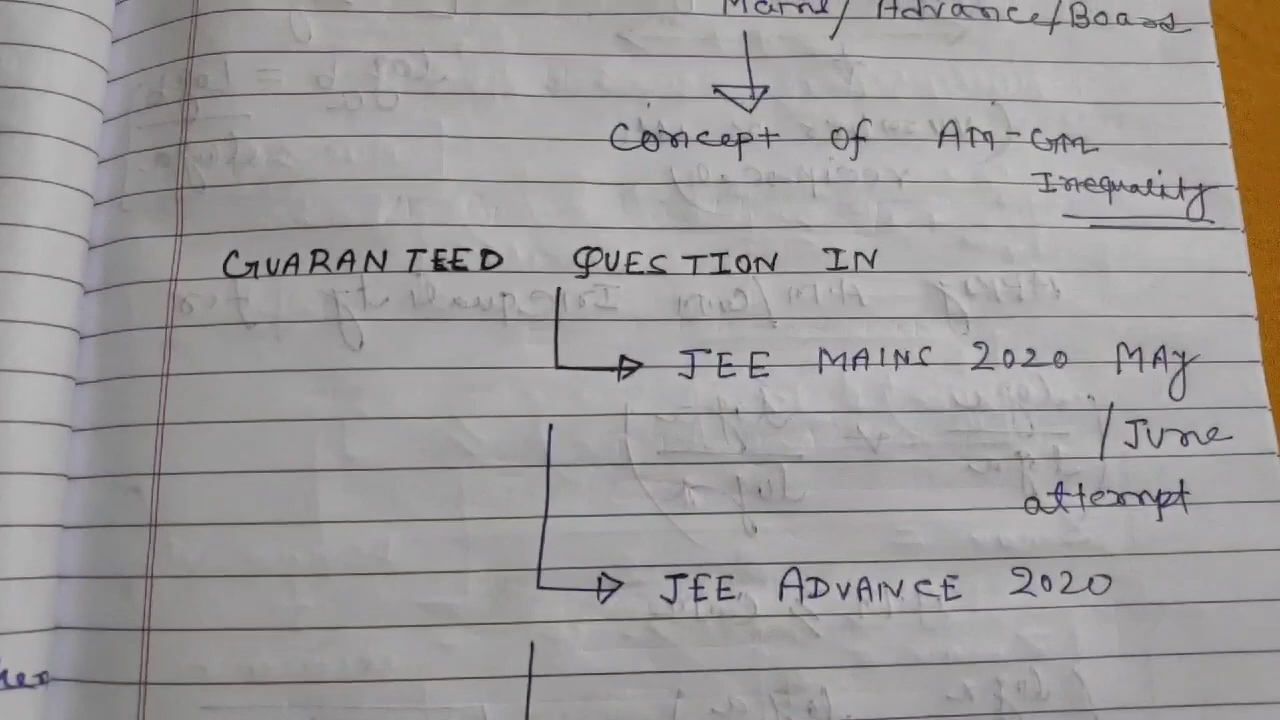 Mains/ Advance/Board
Concept of AM-GM
Inequality
GUARANTEED QUESTION IN
JEE MAINS 2020 MAY
/June
attempt
JEE ADVANCE 2020